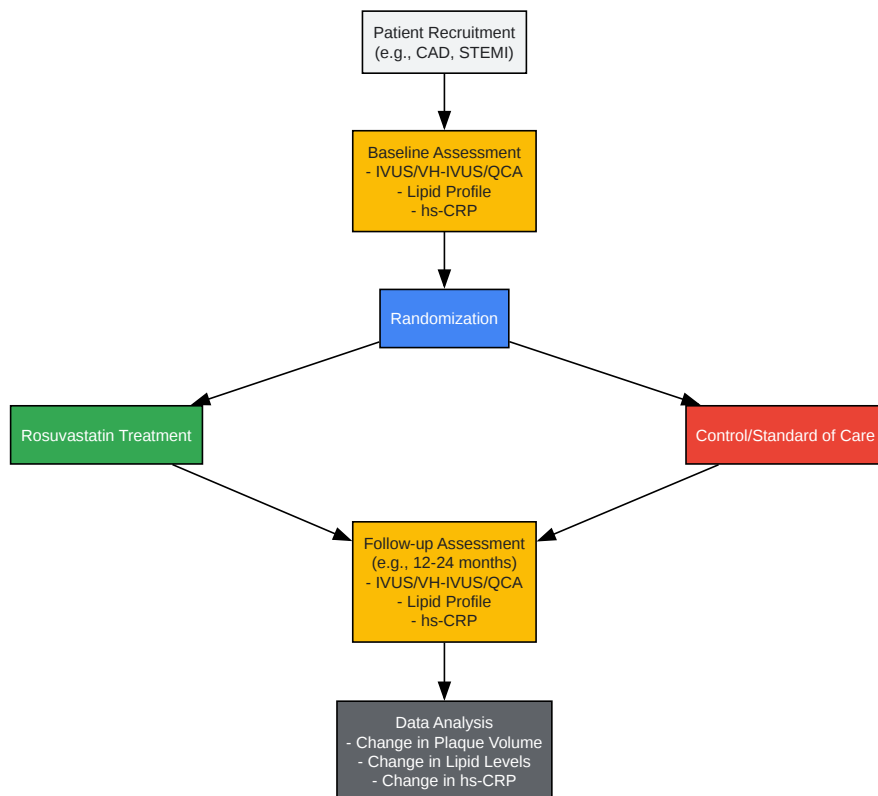 Patient Recruitment
(e.g., CAD, STEMI)
Baseline Assessment
- IVUS/VH-IVUS/QCA
- Lipid Profile
- hs-CRP
Randomization
Rosuvastatin Treatment
Control/Standard of Care
Follow-up Assessment
(e.g., 12-24 months)
- IVUS/VH-IVUS/QCA
- Lipid Profile
- hs-CRP
Data Analysis
- Change in Plaque Volume
- Change in Lipid Levels
- Change in hs-CRP